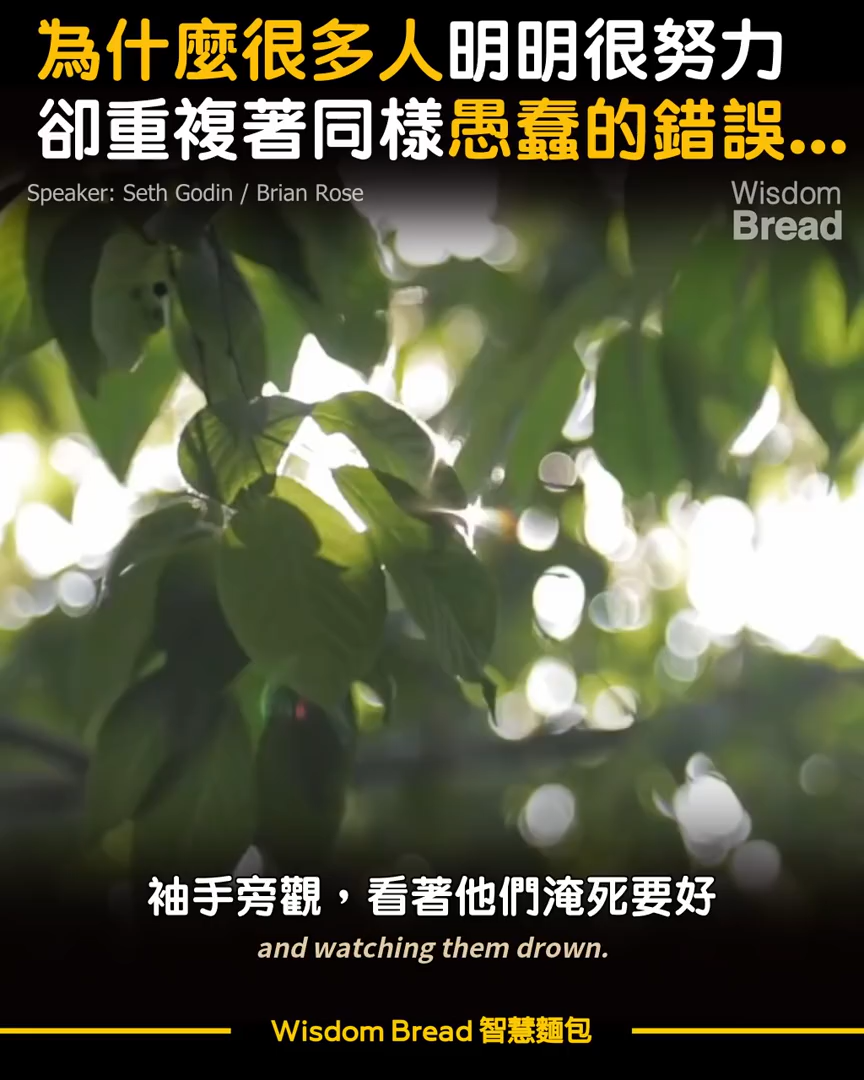 為什麼很多人明明很努力
卻重複著同樣愚蠢的錯誤...
Speaker: Seth Godin / Brian Rose
Wisdom
Bread
袖手旁觀，看著他們淹死要好
and watching them drown.
Wisdom Bread 智慧麵包